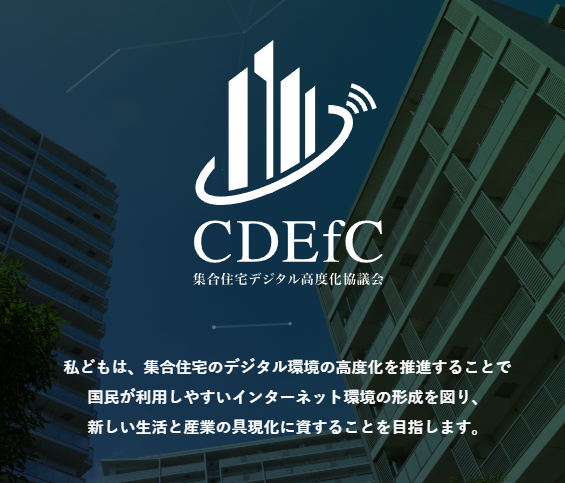 CDEfC
集合住宅デジタル高度化協議会
私どもは、集合住宅のデジタル環境の高度化を推進することで
国民が利用しやすいインターネット環境の形成を図り、
新しい生活と産業の具現化に資することを目指します。